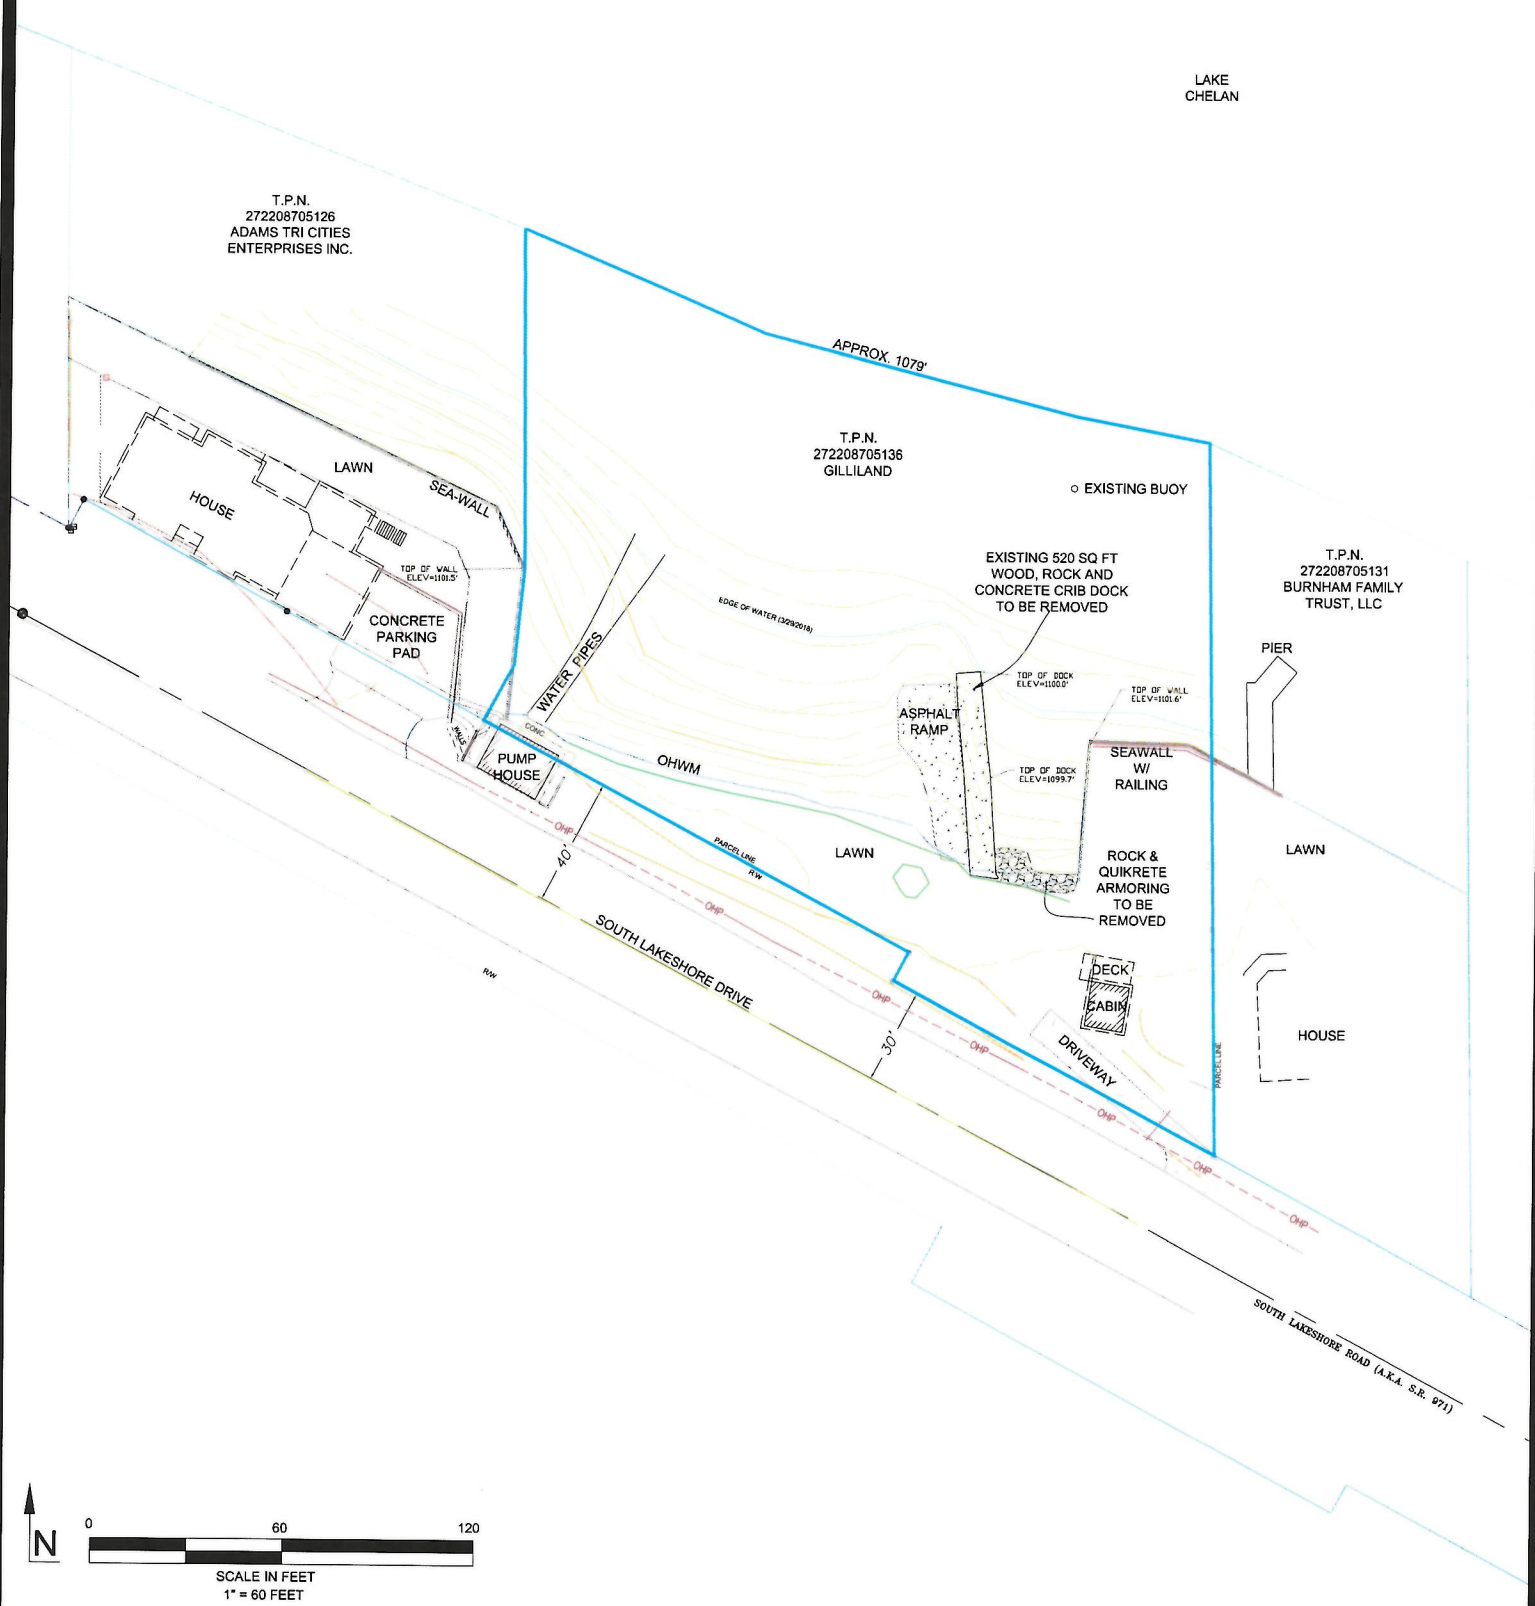 LAKE
CHELAN
T.P.N.
272208705126
ADAMS TRI CITIES
ENTERPRISES INC.
APPROX. 1079'
T.P.N.
272208705136
GILLILAND
EXISTING BUOY
LAWN
SEA-WALL
HOUSE
TOP OF WALL
ELEV=1101.5'
EXISTING 520 SQ FT
WOOD, ROCK AND
CONCRETE CRIB DOCK
TO BE REMOVED
T.P.N.
272208705131
BURNHAM FAMILY
TRUST, LLC
EDGE OF WATER (3/29/2018)
CONCRETE
PARKING
PAD
WATER PIPES
PIER
TOP OF DOCK
ELEV=1100.0'
TOP OF WALL
ELEV=1101.6'
ASPHALT
RAMP
WALLS
CONC.
PUMP
HOUSE
OHWM
TOP OF DOCK
ELEV=1099.7'
SEAWALL
W/
RAILING
OHP
40'
PARCEL LINE
R/W
LAWN
LAWN
ROCK &
QUIKRETE
ARMORING
TO BE
REMOVED
OHP
SOUTH LAKESHORE DRIVE
R/W
DECK
CABIN
OHP
30'
OHP
DRIVEWAY
PARCEL LINE
HOUSE
OHP
OHP
OHP
SOUTH LAKESHORE ROAD (A.K.A. S.R. 971)
N
0 60 120
SCALE IN FEET
1" = 60 FEET